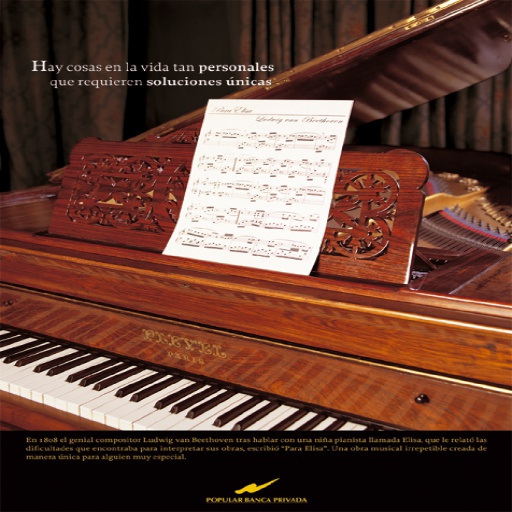 Hay cosas en la vida tan personales
que requieren soluciones únicas
Para Elisa
Ludwig van Beethoven
PLEYEL
PARIS
En 1808 el genial compositor Ludwig van Beethoven tras hablar con una niña pianista llamada Elisa, que le relató las
dificultades que encontraba para interpretar sus obras, escribió "Para Elisa". Una obra musical irrepetible creada de
manera única para alguien muy especial.
POPULAR BANCA PRIVADA